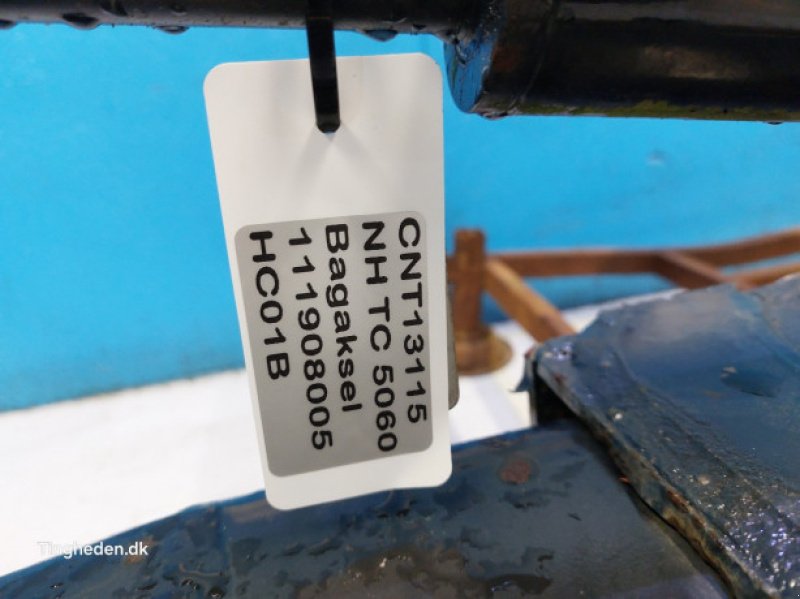 CNT13115
NH TC 5060
Bagaksel
111908005
HC01B
Tingheden.dk